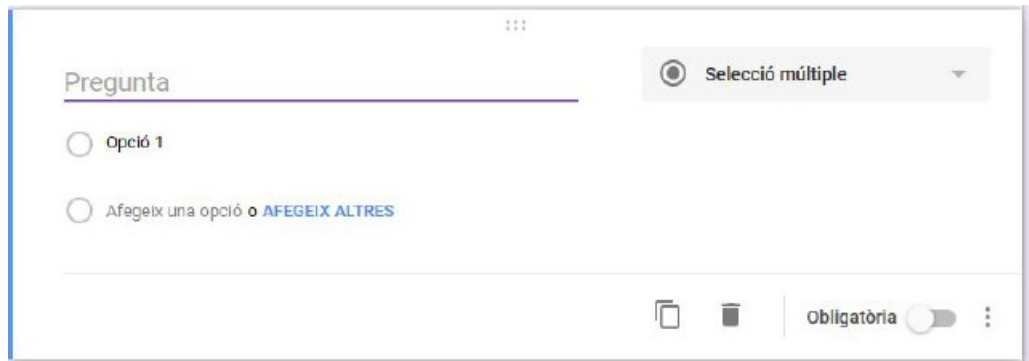 Pregunta
Selecció múltiple
Opció 1
Afegeix una opció o AFEGEIX ALTRES
Obligatòria